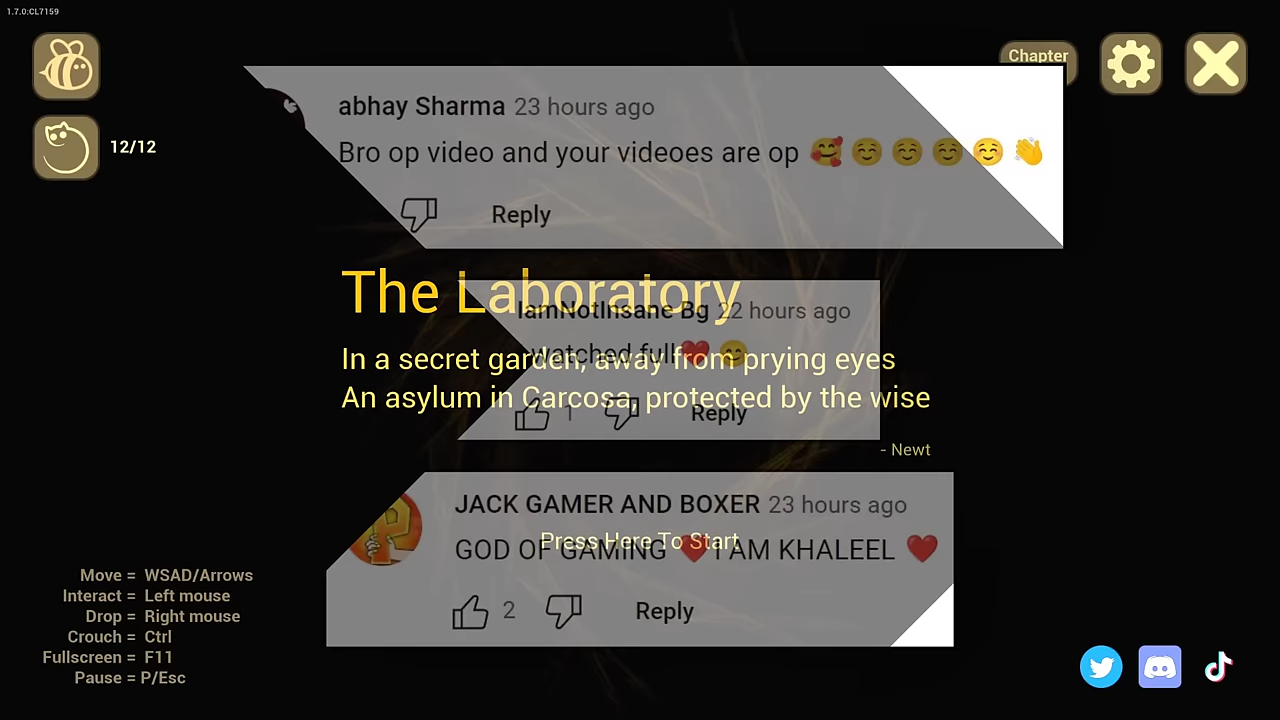 1.7.0:CL7159
Chapter
12/12
abhay Sharma 23 hours ago
Bro op video and your videoes are op 🥰 ☺️ ☺️ ☺️ ☺️ 👏
Reply
The Laboratory
IamNotInsane Bg 22 hours ago
watched full❤️ 😊
In a secret garden, away from prying eyes
An asylum in Carcosa, protected by the wise
1 Reply
- Newt
JACK GAMER AND BOXER 23 hours ago
Press Here To Start
GOD OF GAMING ❤️ I AM KHALEEL ❤️
2 Reply
Move = WSAD/Arrows
Interact = Left mouse
Drop = Right mouse
Crouch = Ctrl
Fullscreen = F11
Pause = P/Esc